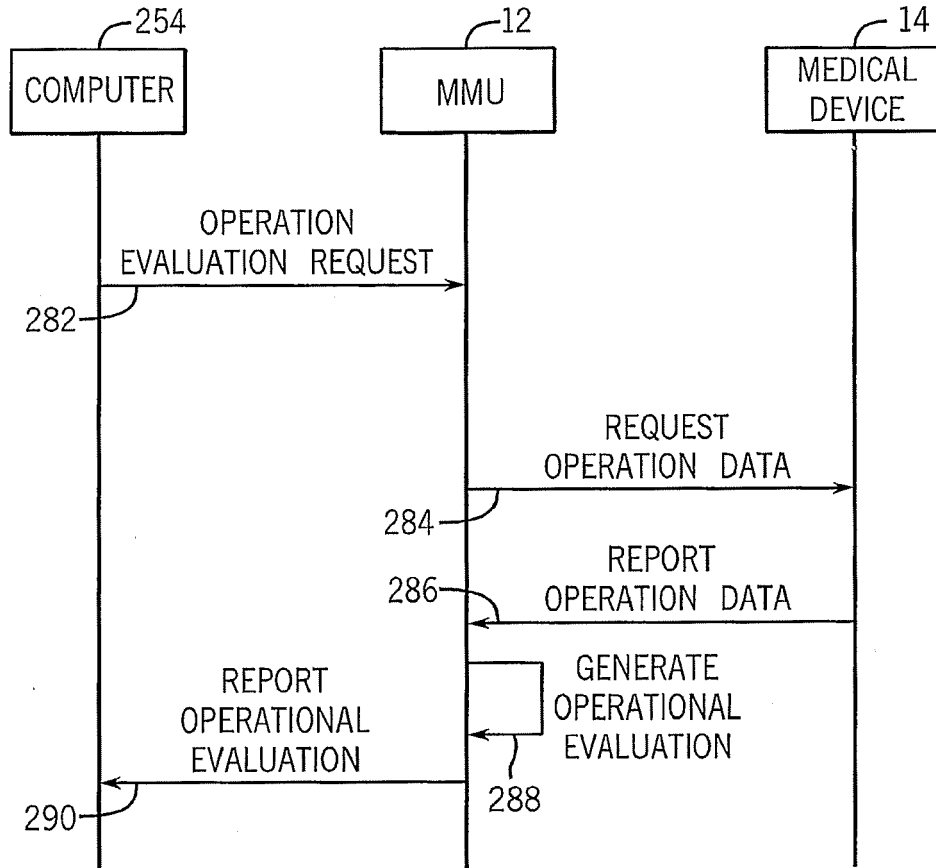 254
12
14
COMPUTER
MMU
MEDICAL
DEVICE
OPERATION
EVALUATION REQUEST
282
REQUEST
OPERATION DATA
284
REPORT
OPERATION DATA
286
GENERATE
OPERATIONAL
EVALUATION
288
REPORT
OPERATIONAL
EVALUATION
290